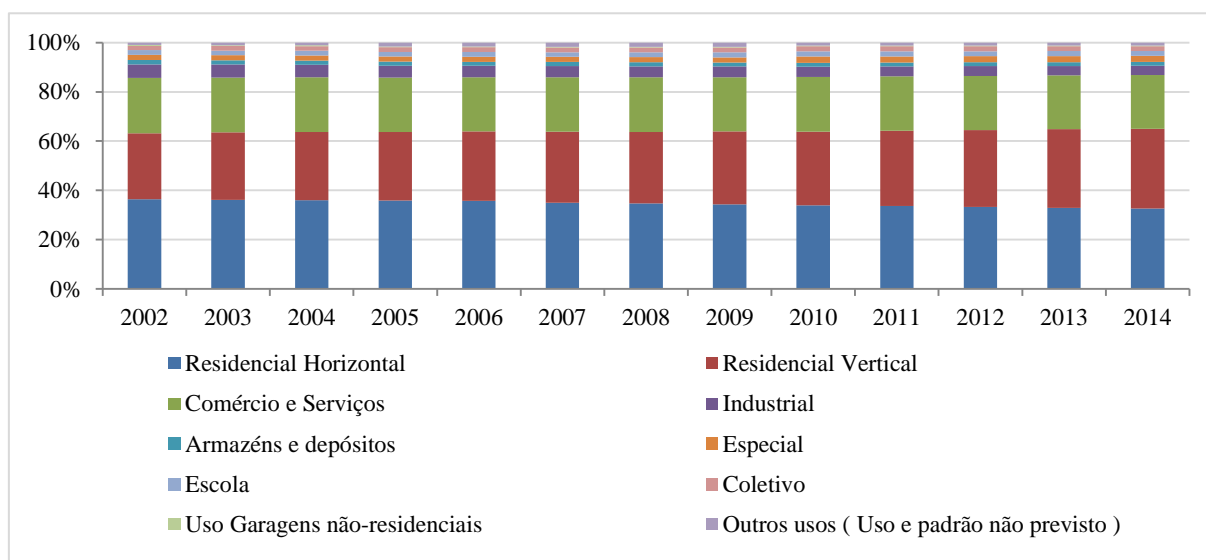 100%
80%
60%
40%
20%
0%
2002 2003 2004 2005 2006 2007 2008 2009 2010 2011 2012 2013 2014
Residencial Horizontal Residencial Vertical
Comércio e Serviços Industrial
Armazéns e depósitos Especial
Escola Coletivo
Uso Garagens não-residenciais Outros usos ( Uso e padrão não previsto )